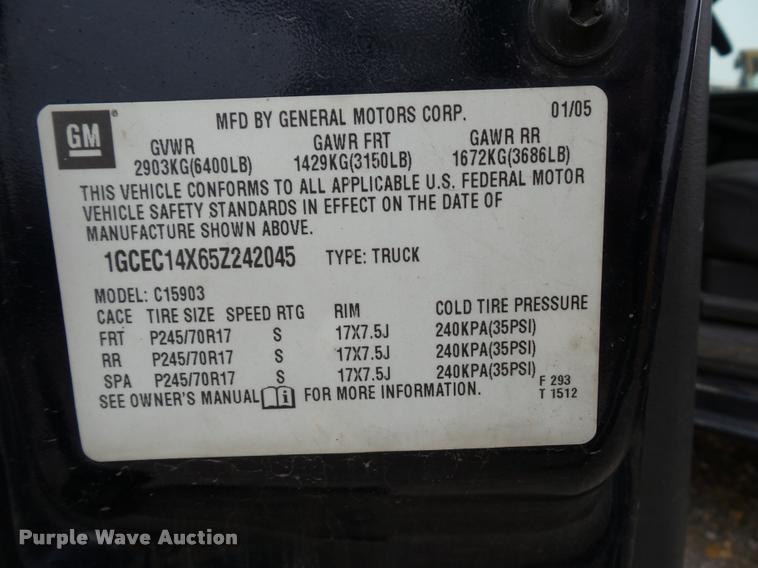 GM
MFD BY GENERAL MOTORS CORP. 01/05
GVWR GAWR FRT GAWR RR
2903KG(6400LB) 1429KG(3150LB) 1672KG(3686LB)
THIS VEHICLE CONFORMS TO ALL APPLICABLE U.S. FEDERAL MOTOR
VEHICLE SAFETY STANDARDS IN EFFECT ON THE DATE OF
MANUFACTURE SHOWN ABOVE.
1GCEC14X65Z242045 TYPE: TRUCK
MODEL: C15903
CACE TIRE SIZE SPEED RTG RIM COLD TIRE PRESSURE
FRT P245/70R17 S 17X7.5J 240KPA(35PSI)
RR P245/70R17 S 17X7.5J 240KPA(35PSI)
SPA P245/70R17 S 17X7.5J 240KPA(35PSI)
SEE OWNER'S MANUAL i FOR MORE INFORMATION.
F 293
T 1512
Purple Wave Auction